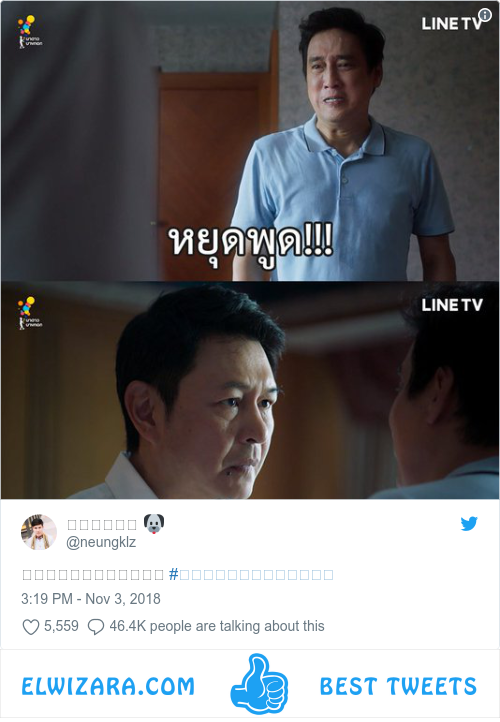 LINE TV
หยุดพูด!!!
LINE TV
@neungklz
#
3:19 PM - Nov 3, 2018
5,559 46.4K people are talking about this
ELWIZARA.COM BEST TWEETS